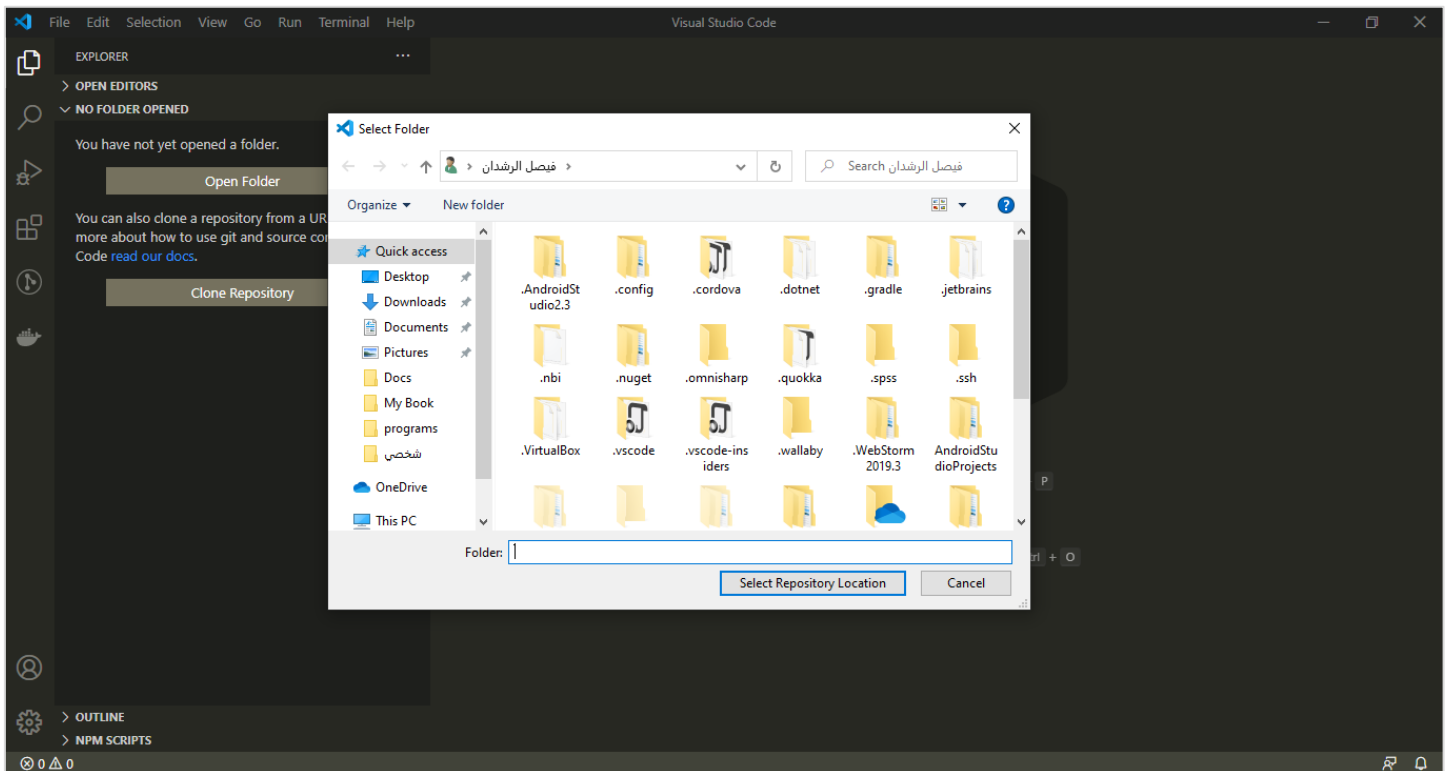 File Edit Selection View Go Run Terminal Help
Visual Studio Code
EXPLORER
OPEN EDITORS
NO FOLDER OPENED
You have not yet opened a folder.
Open Folder
You can also clone a repository from a UR
more about how to use git and source co
Code read our docs.
Clone Repository
OUTLINE
NPM SCRIPTS
0 0
Select Folder
فيصل الرشدان
Search فيصل الرشدان
Organize New folder
Quick access
Desktop
Downloads
Documents
Pictures
Docs
My Book
programs
شخصي
OneDrive
This PC
.AndroidSt
udio2.3
.config
.cordova
.dotnet
.gradle
.jetbrains
.nbi
.nuget
.omnisharp
.quokka
.spss
.ssh
.VirtualBox
.vscode
.vscode-ins
iders
.wallaby
.WebStorm
2019.3
AndroidStu
dioProjects
Folder:
Select Repository Location
Cancel
P
+ O